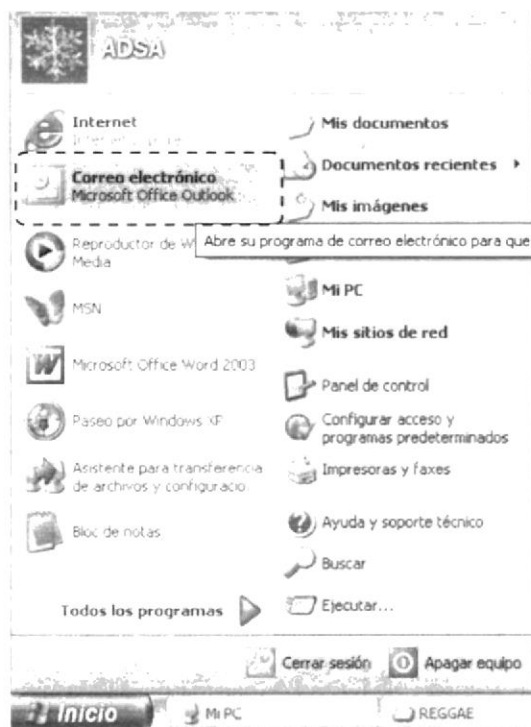 ADSA
Internet
Correo electrónico
Microsoft Office Outlook
Reproductor de W
Media
MSN
Microsoft Office Word 2003
Paseo por Windows XP
Asistente para transferencia
de archivos y configuracio
Bloc de notas
Todos los programas
Mis documentos
Documentos recientes
Mis imágenes
Abre su programa de correo electrónico para que
Mi PC
Mis sitios de red
Panel de control
Configurar acceso y
programas predeterminados
Impresoras y faxes
Ayuda y soporte técnico
Buscar
Ejecutar...
Cerrar sesión
Apagar equipo
Inicio
Mi PC
REGGAE